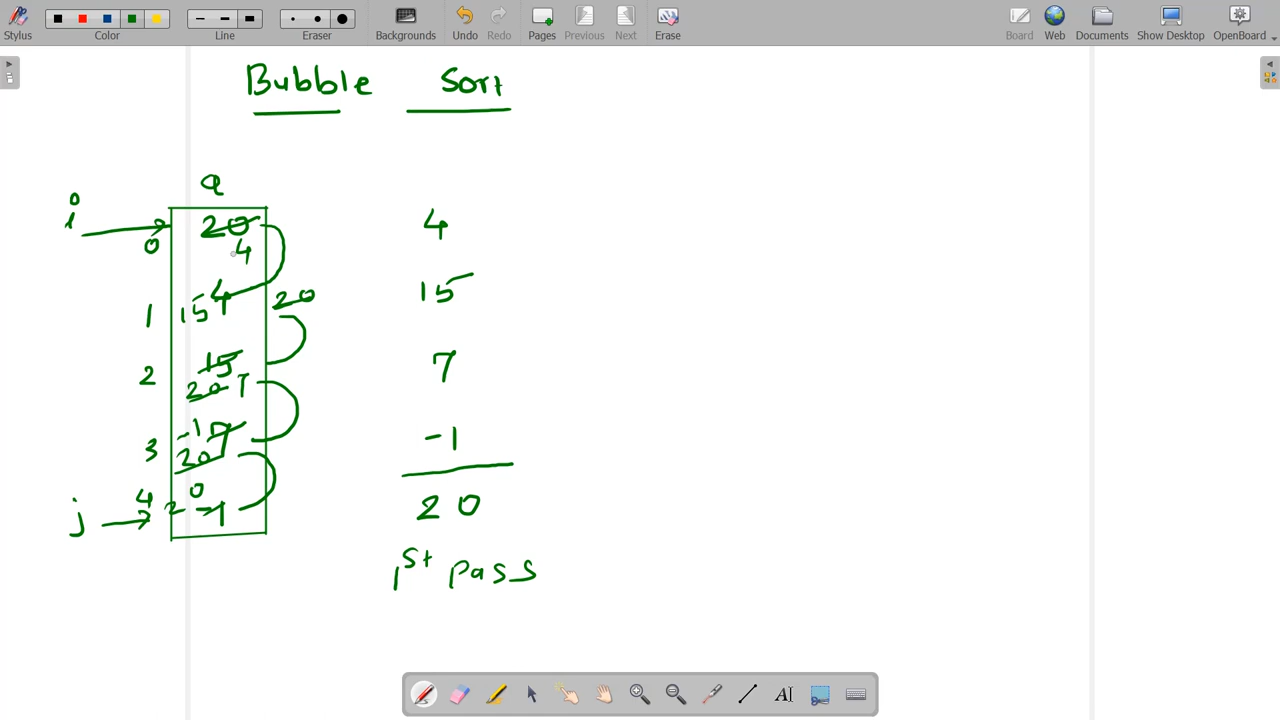 Stylus Color Line Eraser Backgrounds Undo Redo Pages Previous Next Erase Board Web Documents Show Desktop OpenBoard
Bubble Sort
a
i
0 20
4
4
1 15 4 20
15
2 15
20 7
7
3 -1 7
20
-1
j 4 20 -1
20
1st pass